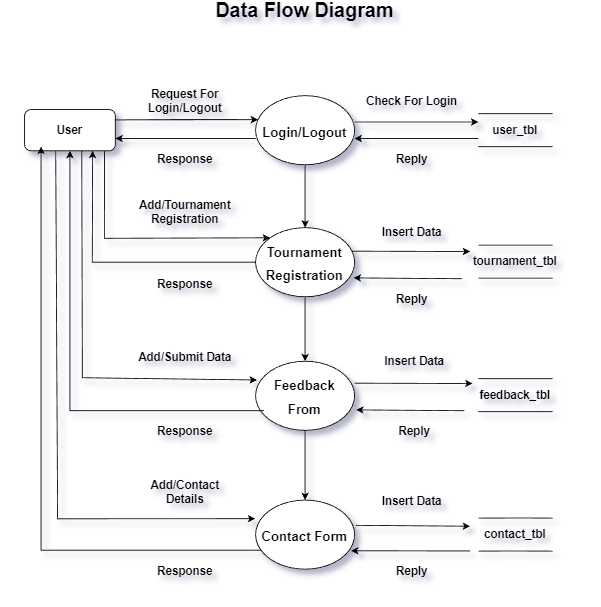 Data Flow Diagram
Request For
Login/Logout
Check For Login
User
Login/Logout
user_tbl
Response
Reply
Add/Tournament
Registration
Insert Data
Tournament
Registration
tournament_tbl
Response
Reply
Add/Submit Data
Insert Data
Feedback
From
feedback_tbl
Response
Reply
Add/Contact
Details
Insert Data
Contact Form
contact_tbl
Response
Reply